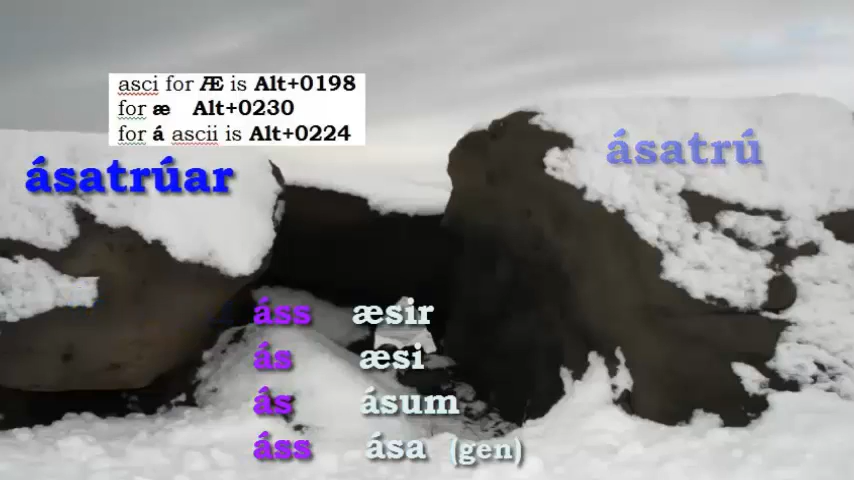 asci for Æ is Alt+0198
for æ Alt+0230
for á ascii is Alt+0224
ásatrúar
ásatrú
áss æsir
ás æsi
ás ásum
áss ása (gen)